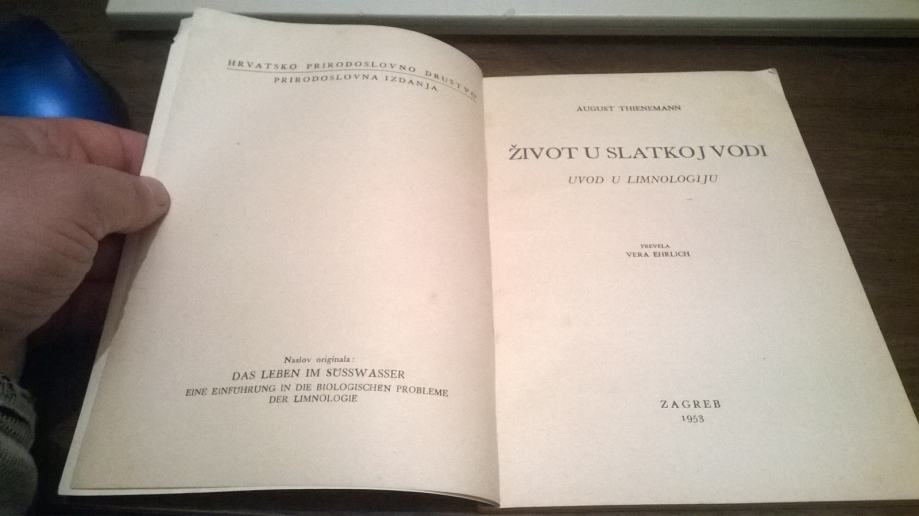 HRVATSKO PRIRODOSLOVNO DRUŠTVO
PRIRODOSLOVNA IZDANJA
Naslov originala:
DAS LEBEN IM SÜSSWASSER
EINE EINFÜHRUNG IN DIE BIOLOGISCHEN PROBLEME
DER LIMNOLOGIE
AUGUST THIENEMANN
ŽIVOT U SLATKOJ VODI
UVOD U LIMNOLOGIJU
PREVELA
VERA EHRLICH
ZAGREB
1953